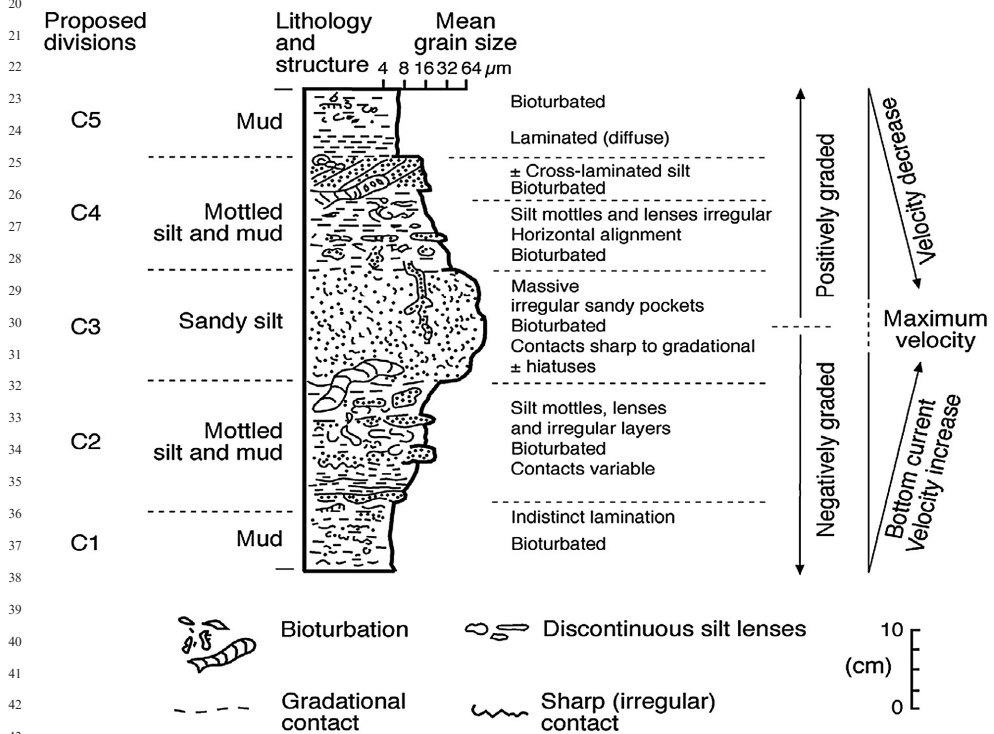 20
21
22
23
24
25
26
27
28
29
30
31
32
33
34
35
36
37
38
39
40
41
42
Proposed
divisions
Lithology
and
structure
Mean
grain size
4 8 16 32 64 μm
C5
Mud
Bioturbated
Laminated (diffuse)
C4
Mottled
silt and mud
± Cross-laminated silt
Bioturbated
Silt mottles and lenses irregular
Horizontal alignment
Bioturbated
C3
Sandy silt
Massive
irregular sandy pockets
Bioturbated
Contacts sharp to gradational
± hiatuses
C2
Mottled
silt and mud
Silt mottles, lenses
and irregular layers
Bioturbated
Contacts variable
C1
Mud
Indistinct lamination
Bioturbated
Positively graded
Negatively graded
Velocity decrease
Maximum
velocity
Bottom current
Velocity increase
Bioturbation
Discontinuous silt lenses
Gradational
contact
Sharp (irregular)
contact
10
(cm)
0